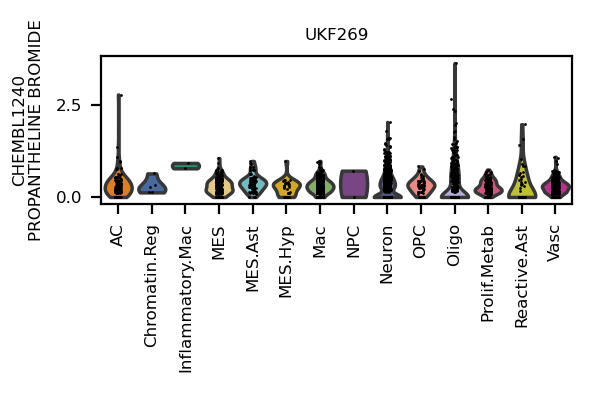 UKF269
CHEMBL1240
PROPANTHELINE BROMIDE
2.5
0.0
AC
Chromatin.Reg
Inflammatory.Mac
MES
MES.Ast
MES.Hyp
Mac
NPC
Neuron
OPC
Oligo
Prolif.Metab
Reactive.Ast
Vasc